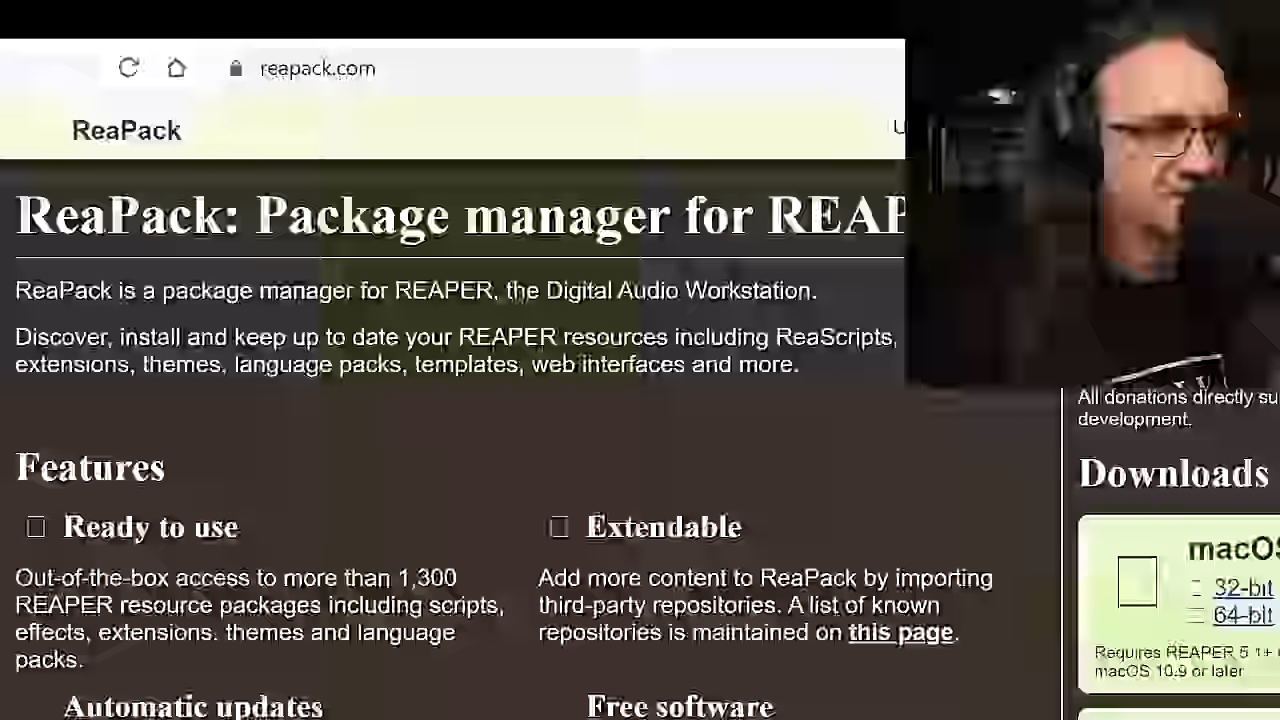 reapack.com
ReaPack
ReaPack: Package manager for REAP
ReaPack is a package manager for REAPER, the Digital Audio Workstation.
Discover, install and keep up to date your REAPER resources including ReaScripts,
extensions, themes, language packs, templates, web interfaces and more.
Features
Ready to use
Out-of-the-box access to more than 1,300
REAPER resource packages including scripts,
effects, extensions. themes and language
packs.
Extendable
Add more content to ReaPack by importing
third-party repositories. A list of known
repositories is maintained on this page.
Automatic updates
Free software
All donations directly su
development.
Downloads
macOS
32-bit
64-bit
Requires REAPER 5
macOS 10.9 or later